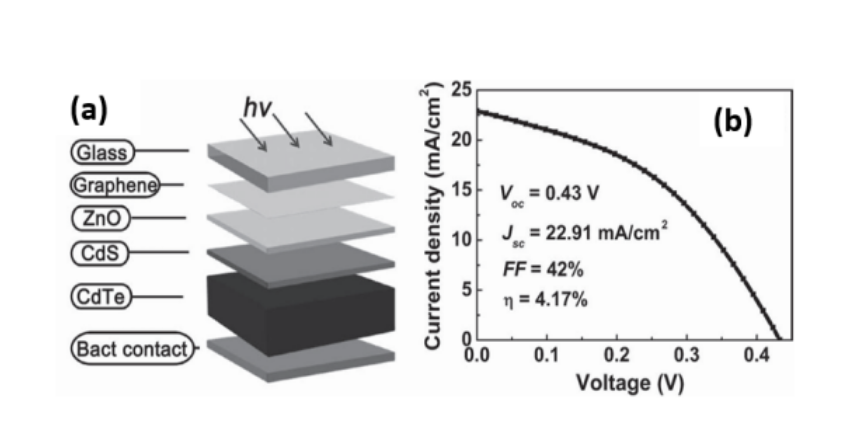 (a)
hν
Glass
Graphene
ZnO
CdS
CdTe
Bact contact
(b)
Current density (mA/cm²)
25
20
15
10
5
0
V_oc = 0.43 V
J_sc = 22.91 mA/cm²
FF = 42%
η = 4.17%
0.0 0.1 0.2 0.3 0.4
Voltage (V)